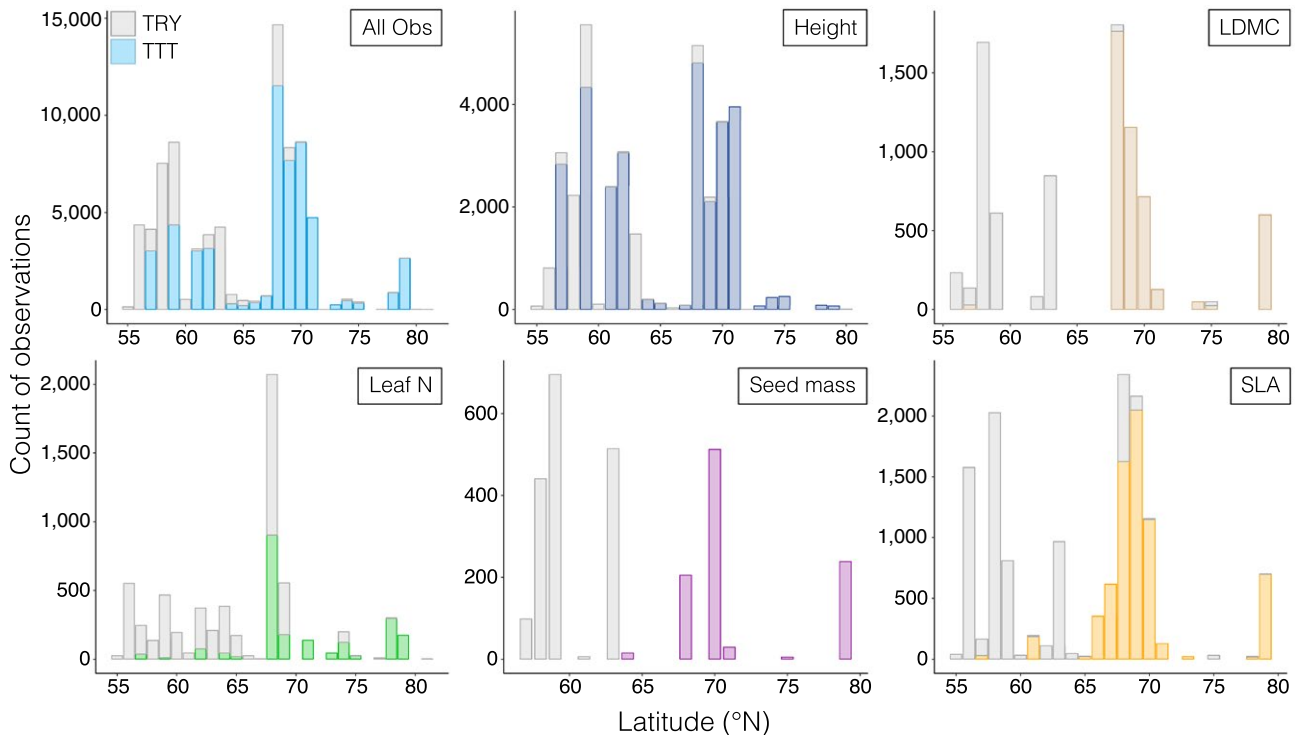 Count of observations
15,000
10,000
5,000
0
TRY
TTT
All Obs
55 60 65 70 75 80
4,000
2,000
0
Height
55 60 65 70 75 80
1,500
1,000
500
0
LDMC
55 60 65 70 75 80
2,000
1,500
1,000
500
0
Leaf N
55 60 65 70 75 80
600
400
200
0
Seed mass
60 65 70 75 80
2,000
1,500
1,000
500
0
SLA
55 60 65 70 75 80
Latitude (°N)